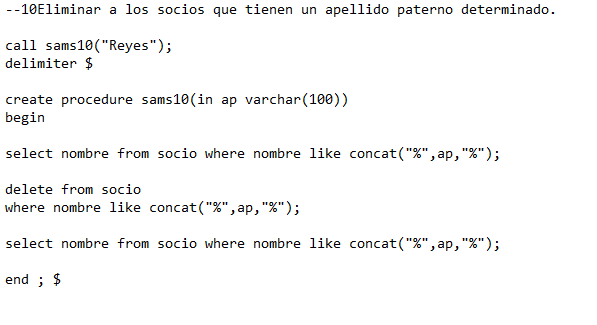 --10Eliminar a los socios que tienen un apellido paterno determinado.
call sams10("Reyes");
delimiter $
create procedure sams10(in ap varchar(100))
begin
select nombre from socio where nombre like concat("%",ap,"%");
delete from socio
where nombre like concat("%",ap,"%");
select nombre from socio where nombre like concat("%",ap,"%");
end ; $